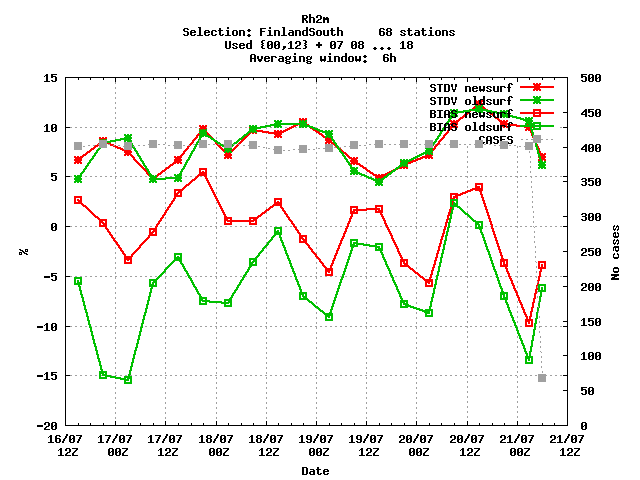 Rh2m
Selection: FinlandSouth 68 stations
Used {00,12} + 07 08 ... 18
Averaging window: 6h
STDV newsurf
STDV oldsurf
BIAS newsurf
BIAS oldsurf
CASES
15
10
5
0
-5
-10
-15
-20
%
500
450
400
350
300
250
200
150
100
50
0
No cases
16/07 17/07 17/07 18/07 18/07 19/07 19/07 20/07 20/07 21/07 21/07
12Z 00Z 12Z 00Z 12Z 00Z 12Z 00Z 12Z 00Z 12Z
Date